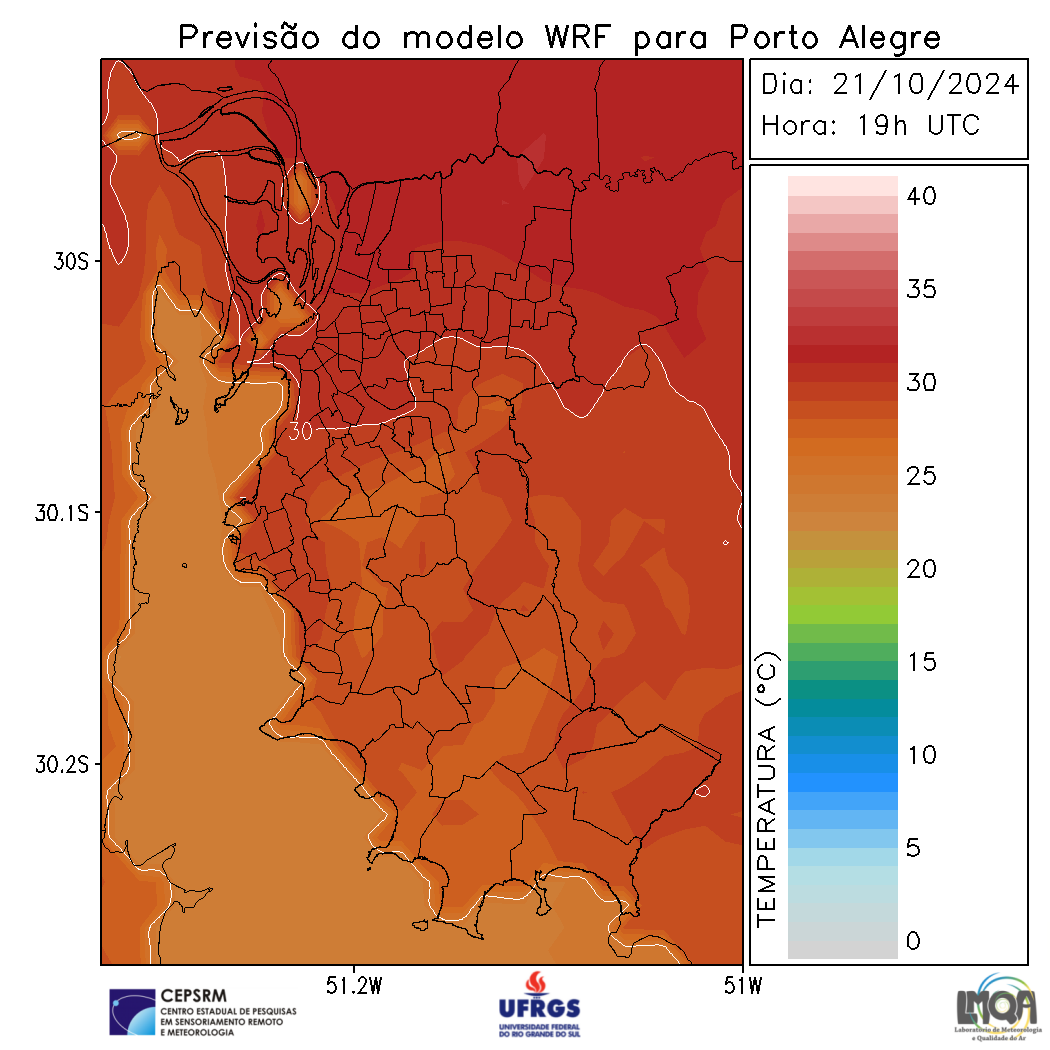 Previsão do modelo WRF para Porto Alegre
Dia: 21/10/2024
Hora: 19h UTC
30S
30.1S
30.2S
51.2W
51W
30
TEMPERATURA (°C)
40
35
30
25
20
15
10
5
0
CEPSRM
CENTRO ESTADUAL DE PESQUISAS
EM SENSORIAMENTO REMOTO
E METEOROLOGIA
UFRGS
UNIVERSIDADE FEDERAL
DO RIO GRANDE DO SUL
LMQA
Laboratório de Meteorologia
e Qualidade do Ar